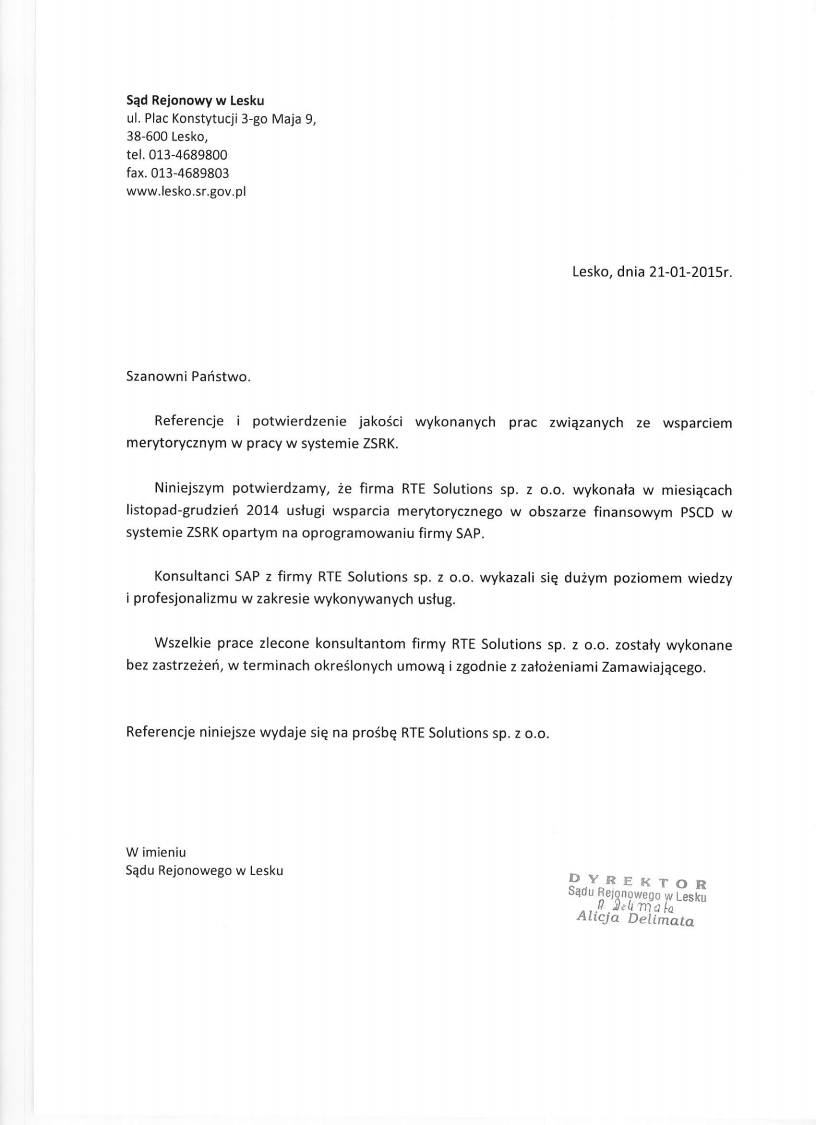 Sąd Rejonowy w Lesku
ul. Plac Konstytucji 3-go Maja 9,
38-600 Lesko,
tel. 013-4689800
fax. 013-4689803
www.lesko.sr.gov.pl
Lesko, dnia 21-01-2015r.
Szanowni Państwo.
Referencje i potwierdzenie jakości wykonanych prac związanych ze wsparciem
merytorycznym w pracy w systemie ZSRK.
Niniejszym potwierdzamy, że firma RTE Solutions sp. z o.o. wykonała w miesiącach
listopad-grudzień 2014 usługi wsparcia merytorycznego w obszarze finansowym PSCD w
systemie ZSRK opartym na oprogramowaniu firmy SAP.
Konsultanci SAP z firmy RTE Solutions sp. z o.o. wykazali się dużym poziomem wiedzy
i profesjonalizmu w zakresie wykonywanych usług.
Wszelkie prace zlecone konsultantom firmy RTE Solutions sp. z o.o. zostały wykonane
bez zastrzeżeń, w terminach określonych umową i zgodnie z założeniami Zamawiającego.
Referencje niniejsze wydaje się na prośbę RTE Solutions sp. z o.o.
W imieniu
Sądu Rejonowego w Lesku
DYREKTOR
Sądu Rejonowego w Lesku
A Delimata
Alicja Delimata